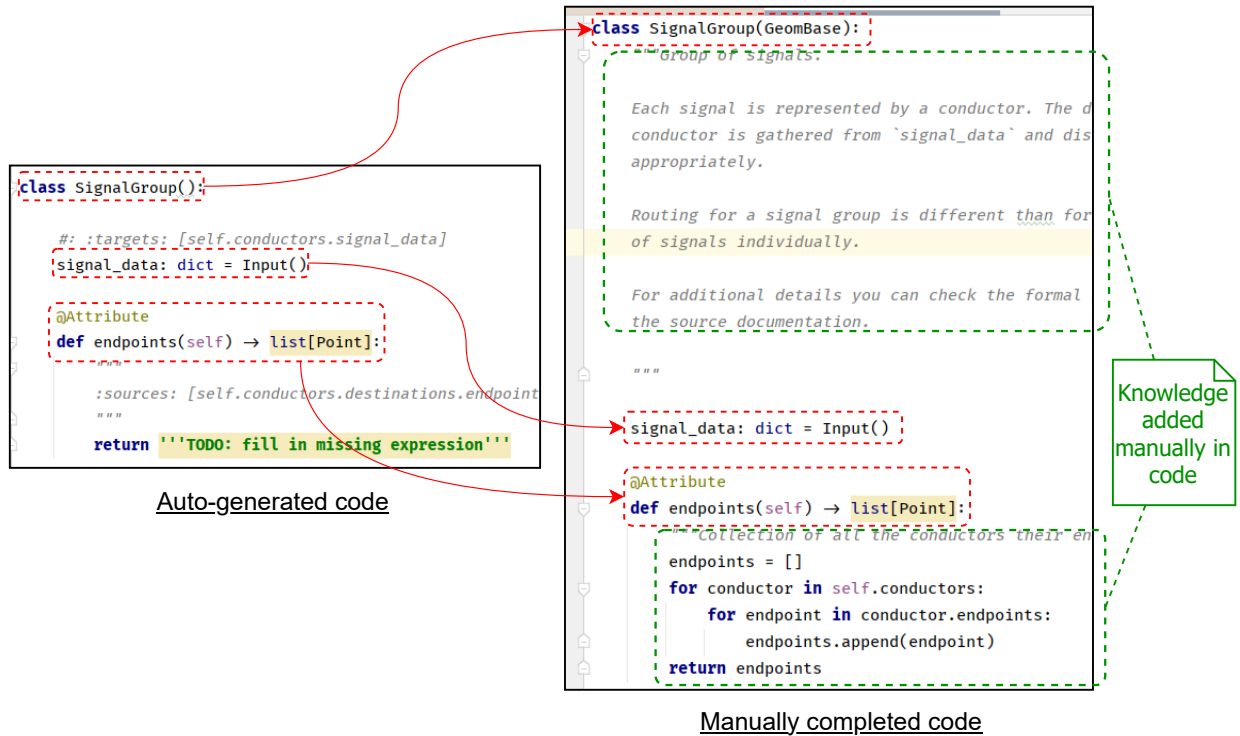 class SignalGroup():
#: :targets: [self.conductors.signal_data]
signal_data: dict = Input()
@Attribute
def endpoints(self) → list[Point]:
"""
:sources: [self.conductors.destinations.endpoint
"""
return '''TODO: fill in missing expression'''
Auto-generated code
class SignalGroup(GeomBase):
"""Group of signals.
Each signal is represented by a conductor. The d
conductor is gathered from `signal_data` and dis
appropriately.
Routing for a signal group is different than for
of signals individually.
For additional details you can check the formal
the source documentation.
"""
signal_data: dict = Input()
@Attribute
def endpoints(self) → list[Point]:
"""Collection of all the conductors their en
endpoints = []
for conductor in self.conductors:
for endpoint in conductor.endpoints:
endpoints.append(endpoint)
return endpoints
Manually completed code
Knowledge
added
manually in
code